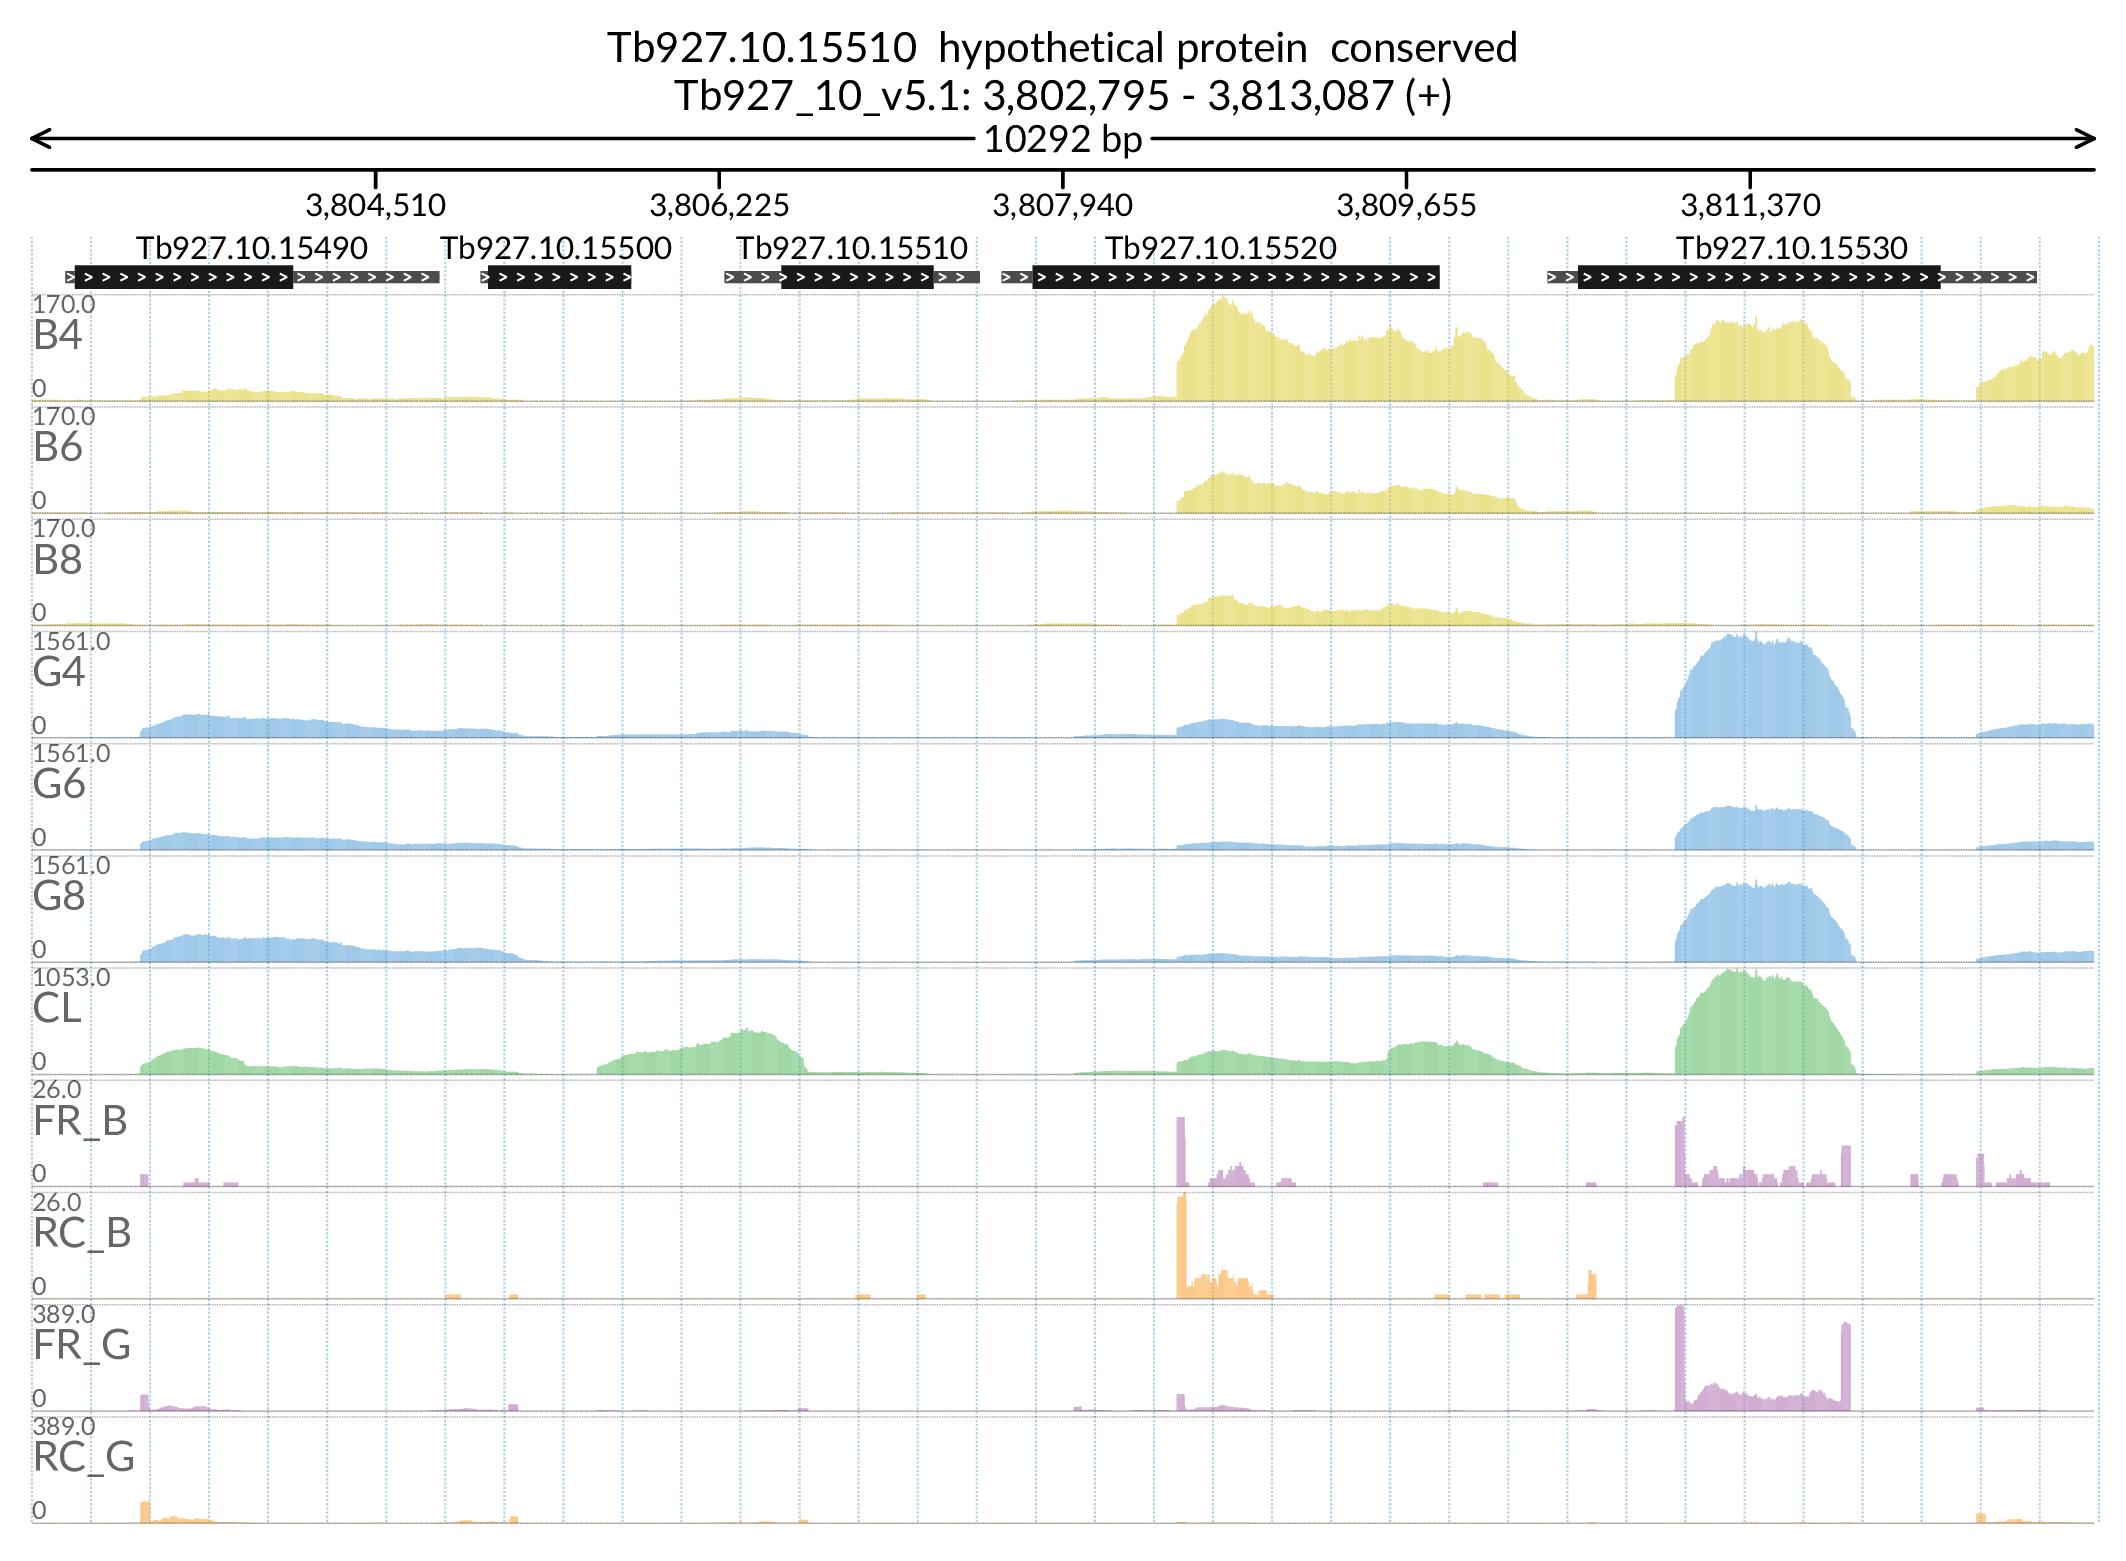 Tb927.10.15510 hypothetical protein conserved
Tb927_10_v5.1: 3,802,795 - 3,813,087 (+)
10292 bp
3,804,510 3,806,225 3,807,940 3,809,655 3,811,370
Tb927.10.15490 Tb927.10.15500 Tb927.10.15510 Tb927.10.15520 Tb927.10.15530
170.0
B4
0
170.0
B6
0
170.0
B8
0
1561.0
G4
0
1561.0
G6
0
1561.0
G8
0
1053.0
CL
0
26.0
FR_B
0
26.0
RC_B
0
389.0
FR_G
0
389.0
RC_G
0